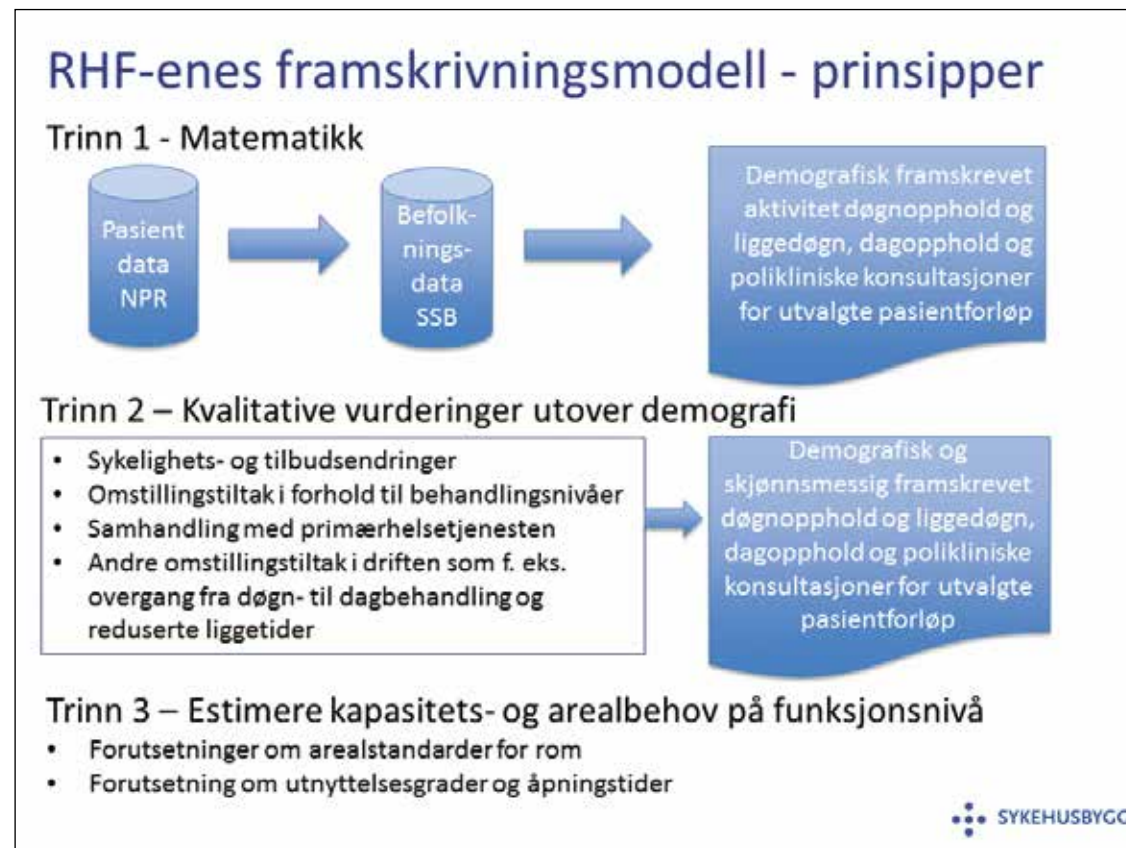 RHF-enes framskrivningsmodell - prinsipper
Trinn 1 - Matematikk
Pasient
data
NPR
Befolk-
nings-
data
SSB
Demografisk framskrevet
aktivitet døgnopphold og
liggedøgn, dagopphold og
polikliniske konsultasjoner
for utvalgte pasientforløp
Trinn 2 – Kvalitative vurderinger utover demografi
• Sykelighets- og tilbudsendringer
• Omstillingstiltak i forhold til behandlingsnivåer
• Samhandling med primærhelsetjenesten
• Andre omstillingstiltak i driften som f. eks.
overgang fra døgn- til dagbehandling og
reduserte liggetider
Demografisk og
skjønnsmessig framskrevet
døgnopphold og liggedøgn,
dagopphold og polikliniske
konsultasjoner for utvalgte
pasientforløp
Trinn 3 – Estimere kapasitets- og arealbehov på funksjonsnivå
• Forutsetninger om arealstandarder for rom
• Forutsetning om utnyttelsesgrader og åpningstider
SYKEHUSBYGG